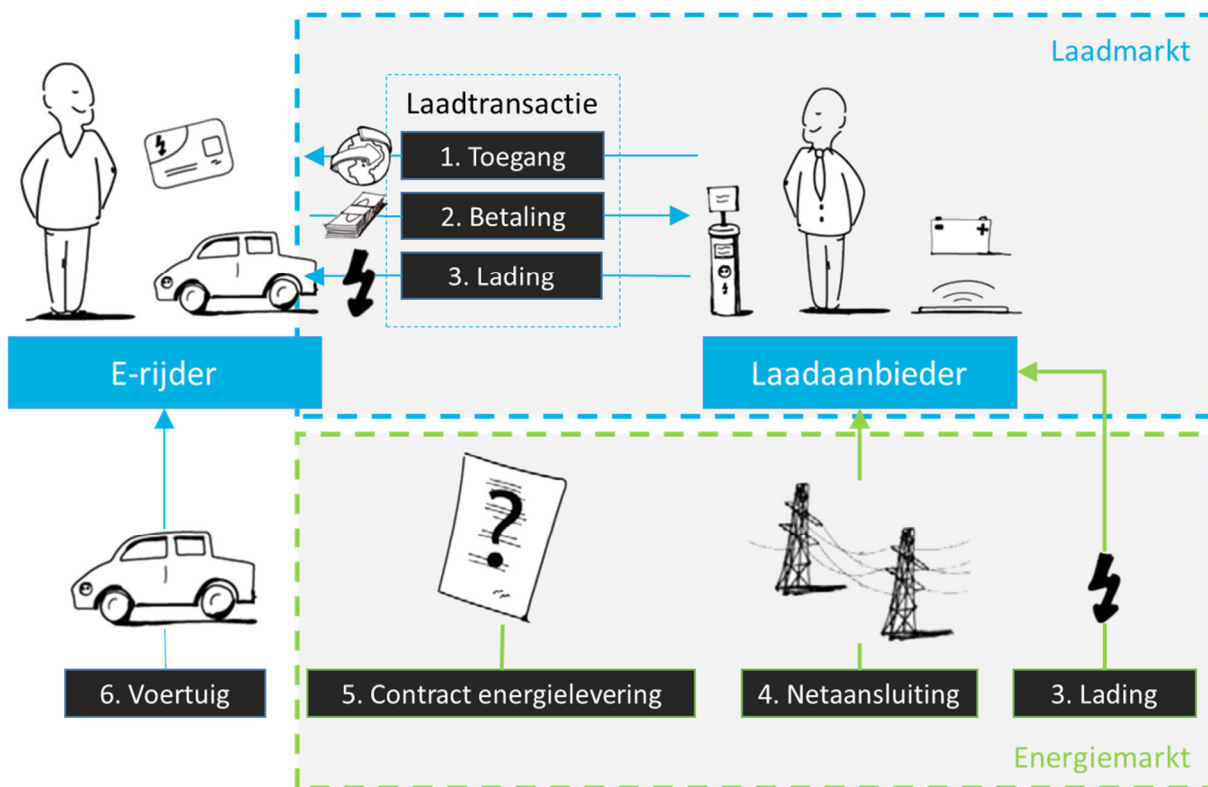 Laadmarkt
Laadtransactie
1. Toegang
2. Betaling
3. Lading
E-rijder
Laadaanbieder
?
6. Voertuig
5. Contract energielevering
4. Netaansluiting
3. Lading
Energiemarkt